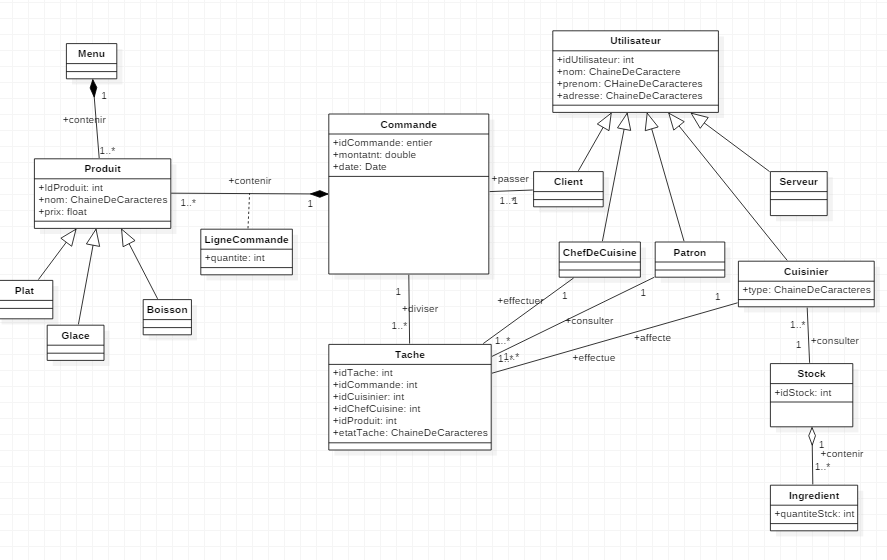 Menu
1
+contenir
1..*
Produit
+IdProduit: int
+nom: ChaineDeCaracteres
+prix: float
Plat
Glace
Boisson
+contenir
1..*
1
LigneCommande
+quantite: int
Commande
+idCommande: entier
+montatnt: double
+date: Date
+passer
1..*
1
Utilisateur
+idUtilisateur: int
+nom: ChaineDeCaractere
+prenom: CHaineDeCaracteres
+adresse: ChaineDeCaracteres
Client
Serveur
ChefDeCuisine
Patron
Cuisinier
+type: ChaineDeCaracteres
1
+diviser
1..*
Tache
+idTache: int
+idCommande: int
+idCuisinier: int
+idChefCuisine: int
+idProduit: int
+etatTache: ChaineDeCaracteres
+effectuer
1
1..*
+consulter
1
1..*
+affecte
1
1..*
+effectue
1..*
1
+consulter
Stock
+idStock: int
1
+contenir
1..*
Ingredient
+quantiteStck: int